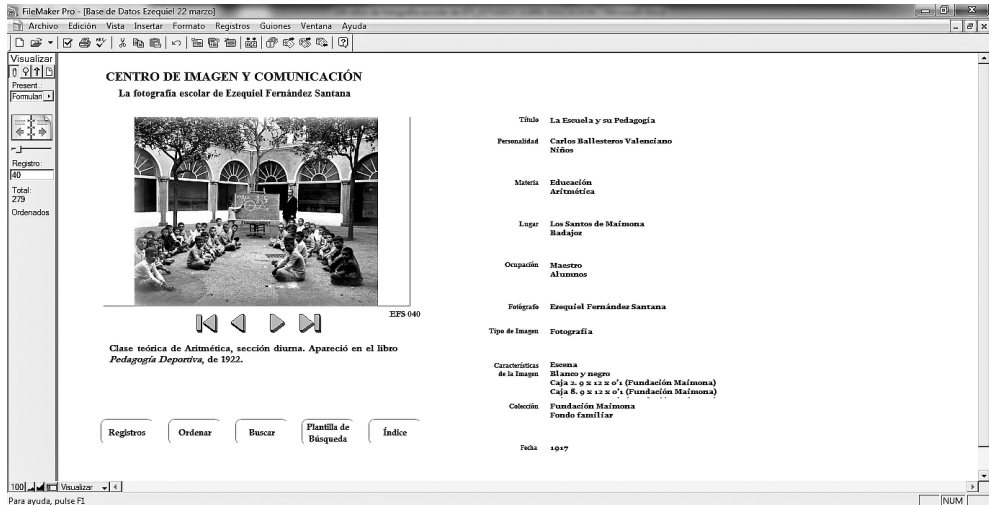 FileMaker Pro - [Base de Datos Ezequiel 22 marzo]
Archivo Edición Vista Insertar Formato Registros Guiones Ventana Ayuda
Visualizar
Present.:
Formulari
Registro:
40
Total:
279
Ordenados
CENTRO DE IMAGEN Y COMUNICACIÓN
La fotografía escolar de Ezequiel Fernández Santana
EFS 040
Clase teórica de Aritmética, sección diurna. Apareció en el libro
Pedagogía Deportiva, de 1922.
Registros
Ordenar
Buscar
Plantilla de
Búsqueda
Índice
Título La Escuela y su Pedagogía
Personalidad Carlos Ballesteros Valenciano
Niños
Materia Educación
Aritmética
Lugar Los Santos de Maimona
Badajoz
Ocupación Maestro
Alumnos
Fotógrafo Ezequiel Fernández Santana
Tipo de Imagen Fotografía
Características Escena
de la Imagen Blanco y negro
Caja 2. 9 x 12 x 0'1 (Fundación Maimona)
Caja 8. 9 x 12 x 0'1 (Fundación Maimona)
Colección Fundación Maimona
Fondo familiar
Fecha 1917
100 Visualizar
Para ayuda, pulse F1
NUM